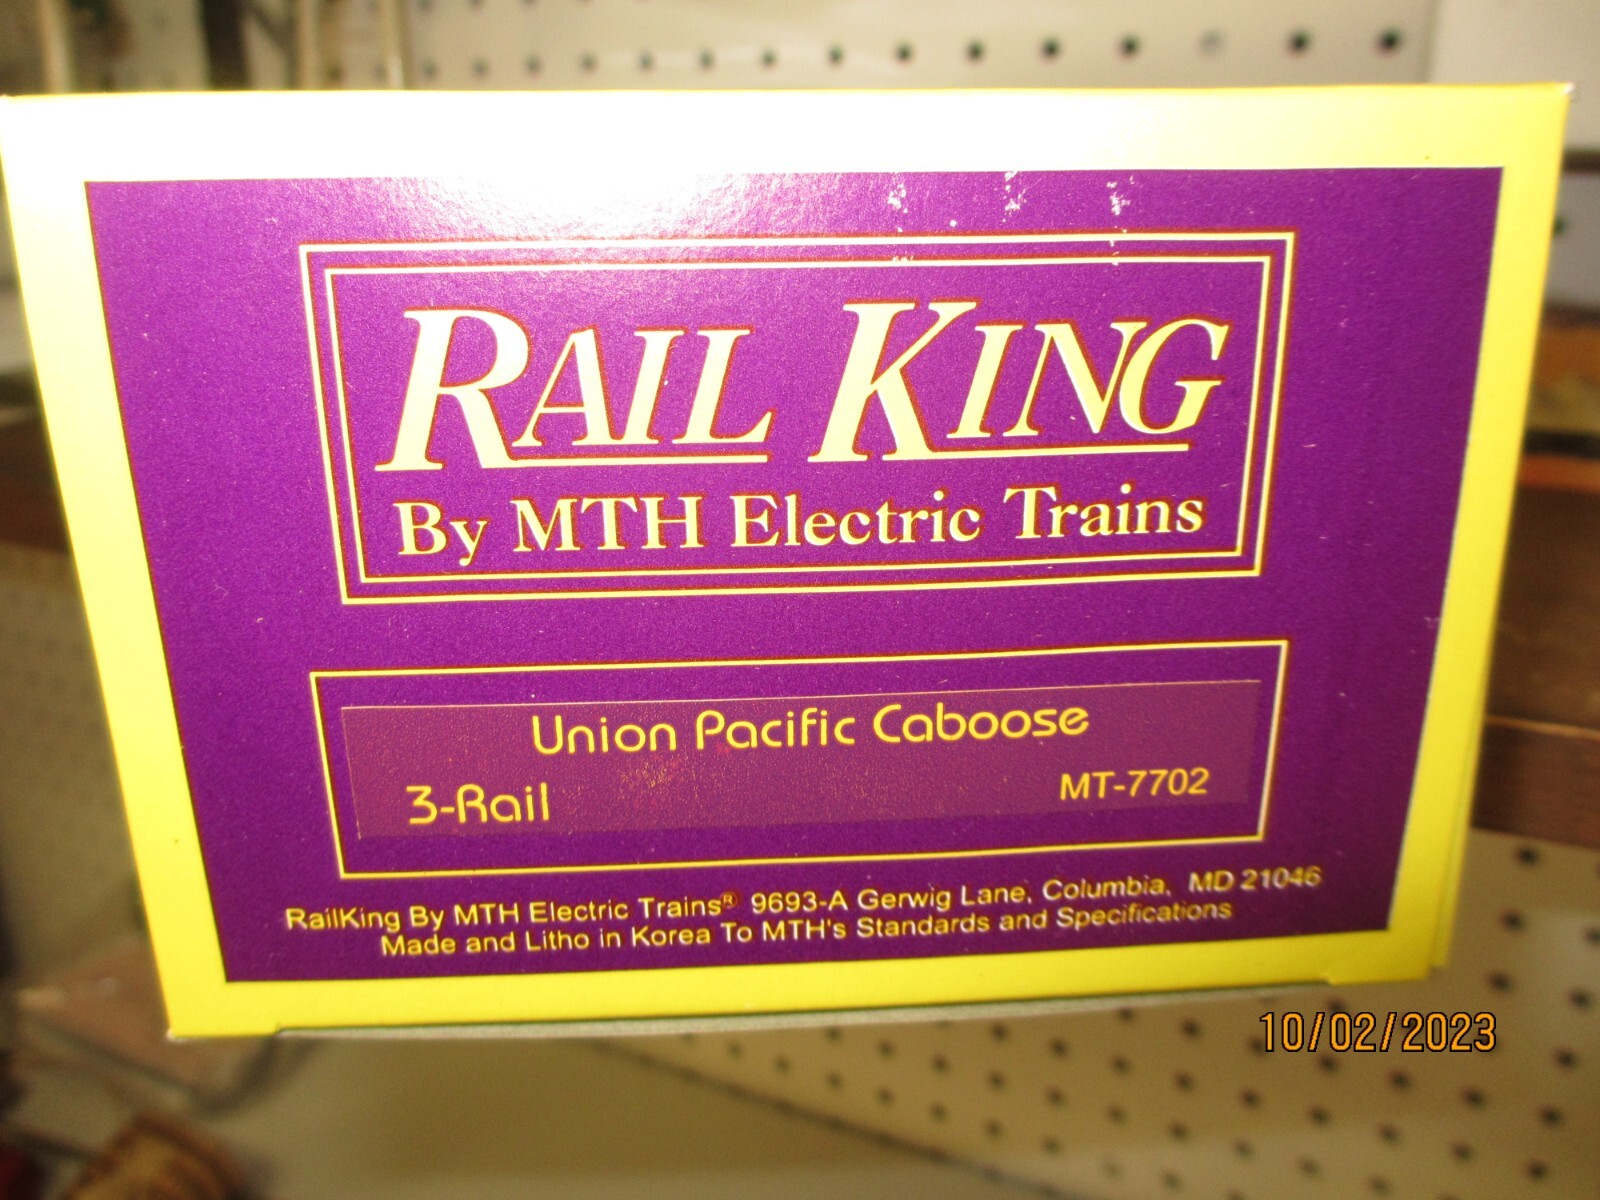 RAIL KING
By MTH Electric Trains
Union Pacific Caboose
3-Rail MT-7702
RailKing By MTH Electric Trains® 9693-A Gerwig Lane, Columbia, MD 21046
Made and Litho in Korea To MTH's Standards and Specifications
10/02/2023